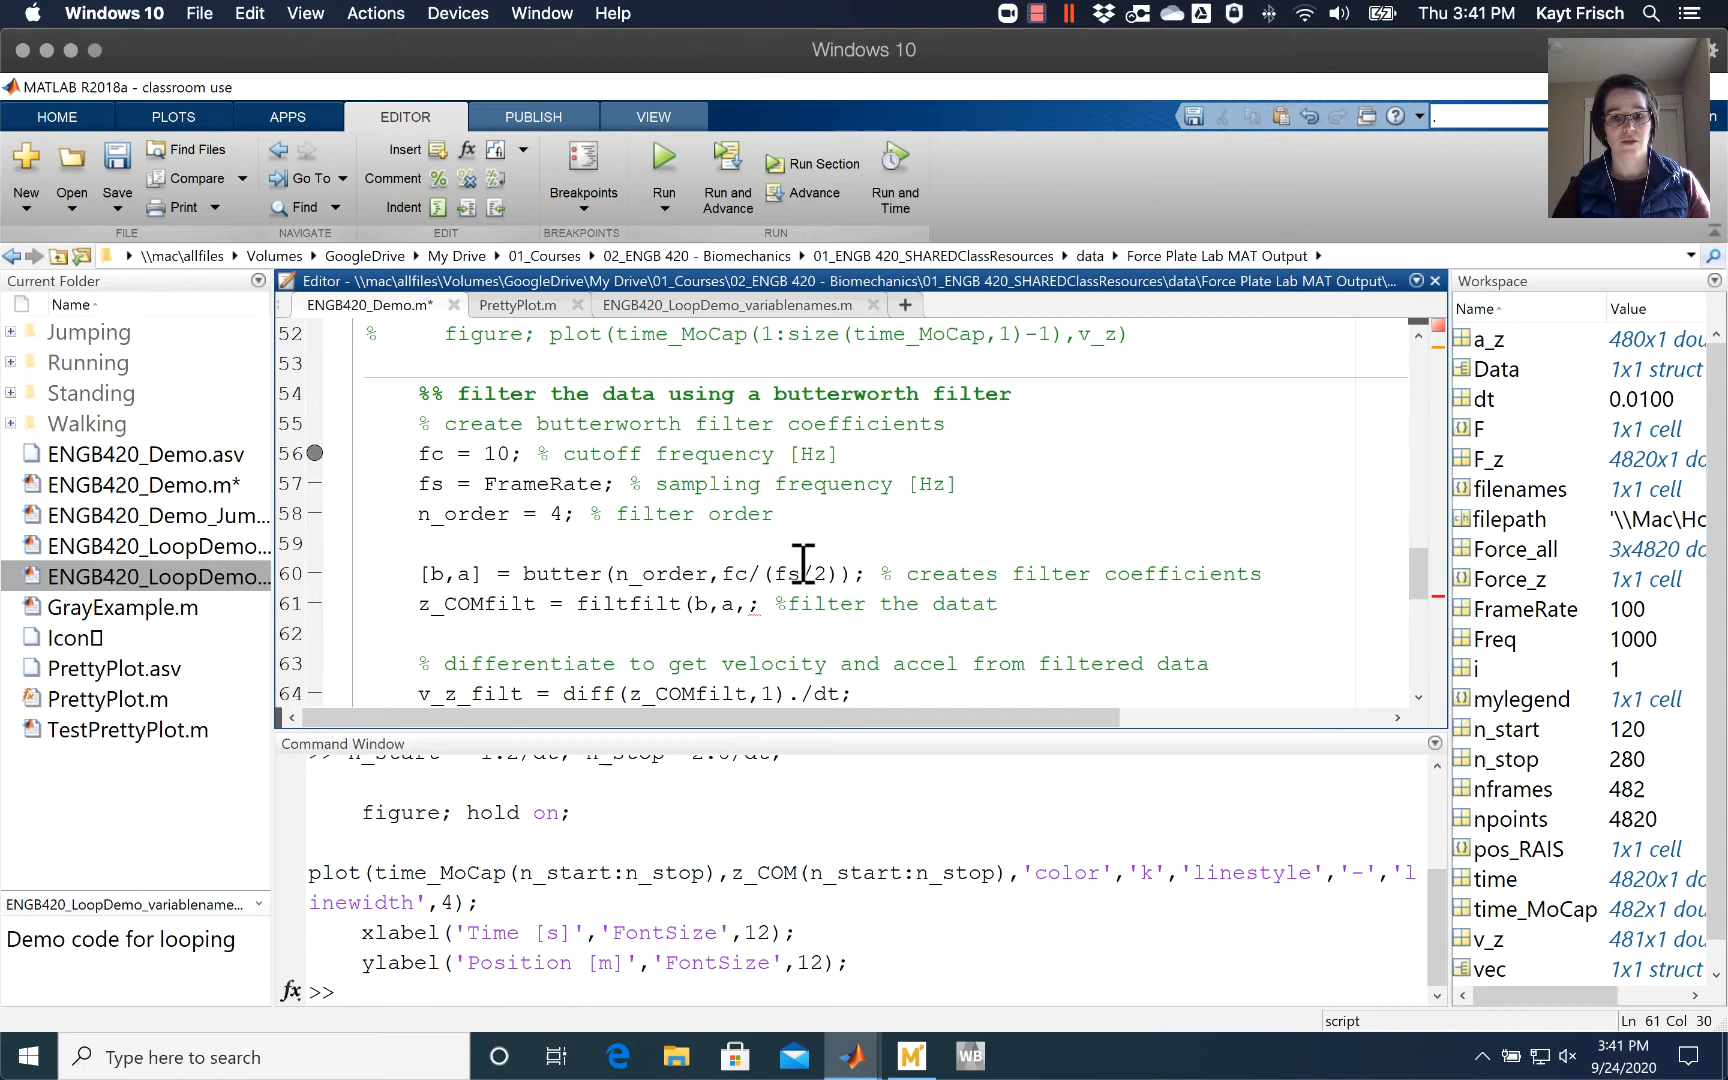 Windows 10 File Edit View Actions Devices Window Help
Thu 3:41 PM Kayt Frisch
Windows 10
MATLAB R2018a - classroom use
HOME PLOTS APPS EDITOR PUBLISH VIEW
New Open Save
Find Files
Compare
Print
FILE
Go To
Find
NAVIGATE
Insert
Comment
Indent
EDIT
Breakpoints
BREAKPOINTS
Run
Run and Advance
Run Section
Advance
Run and Time
RUN
\\mac\allfiles Volumes GoogleDrive My Drive 01_Courses 02_ENGB 420 - Biomechanics 01_ENGB 420_SHAREDClassResources data Force Plate Lab MAT Output
Current Folder
Name
Jumping
Running
Standing
Walking
ENGB420_Demo.asv
ENGB420_Demo.m*
ENGB420_Demo_Jum...
ENGB420_LoopDemo...
ENGB420_LoopDemo...
GrayExample.m
Icon
PrettyPlot.asv
PrettyPlot.m
TestPrettyPlot.m
ENGB420_LoopDemo_variablename...
Demo code for looping
Editor - \\mac\allfiles\Volumes\GoogleDrive\My Drive\01_Courses\02_ENGB 420 - Biomechanics\01_ENGB 420_SHAREDClassResources\data\Force Plate Lab MAT Output\...
ENGB420_Demo.m* PrettyPlot.m ENGB420_LoopDemo_variablenames.m
52 % figure; plot(time_MoCap(1:size(time_MoCap,1)-1),v_z)
53
54 %% filter the data using a butterworth filter
55 % create butterworth filter coefficients
56 fc = 10; % cutoff frequency [Hz]
57 fs = FrameRate; % sampling frequency [Hz]
58 n_order = 4; % filter order
59
60 [b,a] = butter(n_order,fc/(fs/2)); % creates filter coefficients
61 z_COMfilt = filtfilt(b,a,; %filter the datat
62
63 % differentiate to get velocity and accel from filtered data
64 v_z_filt = diff(z_COMfilt,1)./dt;
Command Window
>> n_start = 1.2/dt; n_stop
figure; hold on;
plot(time_MoCap(n_start:n_stop),z_COM(n_start:n_stop),'color','k','linestyle','-','l
inewidth',4);
xlabel('Time [s]','FontSize',12);
ylabel('Position [m]','FontSize',12);
fx >>
Workspace
Name Value
a_z 480x1 dou
Data 1x1 struct
dt 0.0100
F 1x1 cell
F_z 4820x1 do
filenames 1x1 cell
filepath '\\Mac\Ho
Force_all 3x4820 dou
Force_z 4820x1 do
FrameRate 100
Freq 1000
i 1
mylegend 1x1 cell
n_start 120
n_stop 280
nframes 482
npoints 4820
pos_RAIS 1x1 cell
time 4820x1 do
time_MoCap 482x1 dou
v_z 481x1 dou
vec 1x1 struct
script Ln 61 Col 30
Type here to search
WB
3:41 PM
9/24/2020